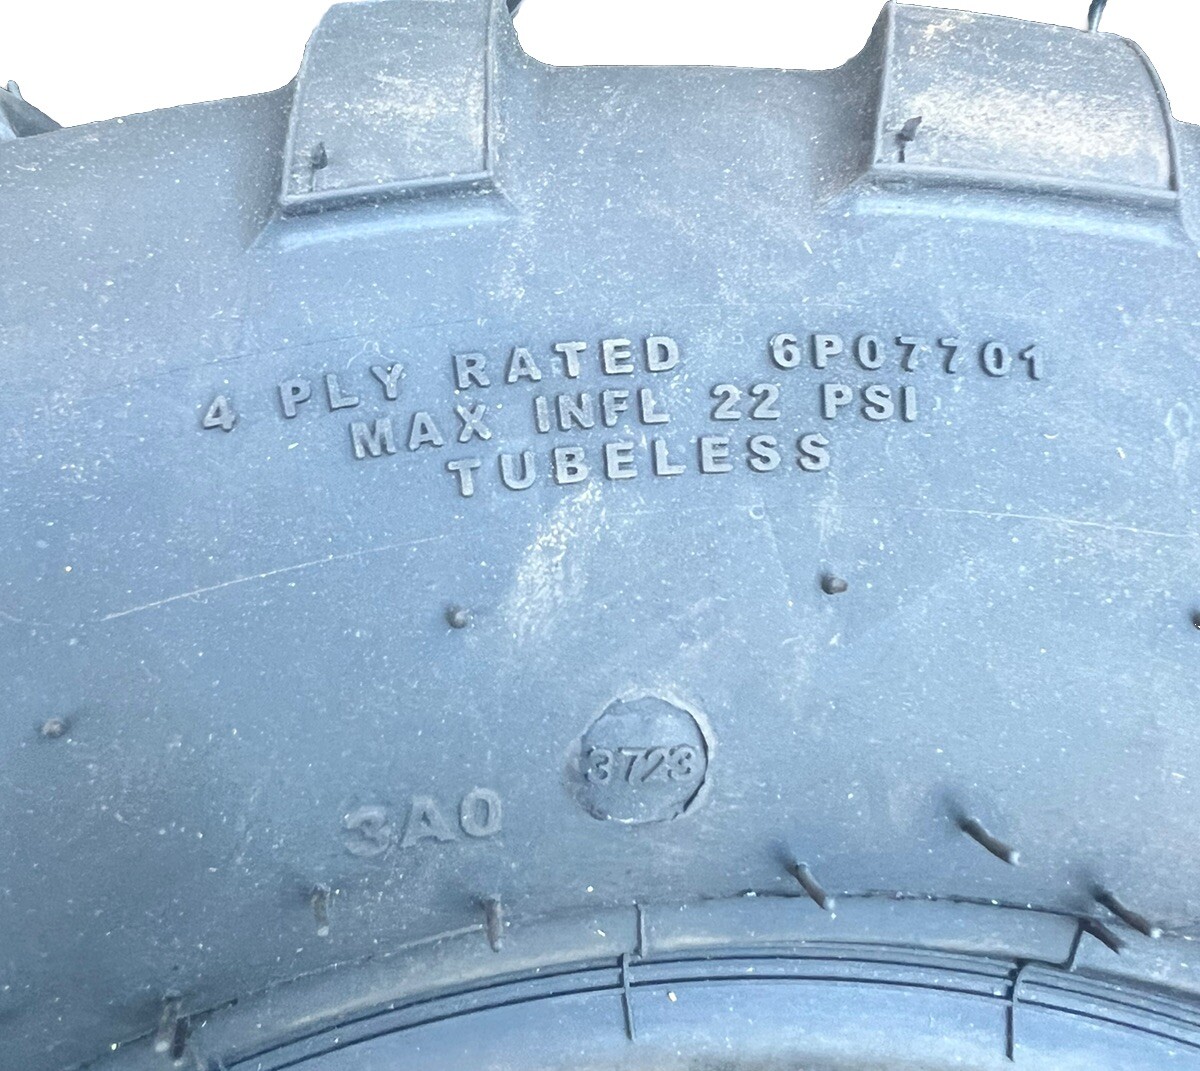 4 PLY RATED 6P07701
MAX INFL 22 PSI
TUBELESS
3723
3A0